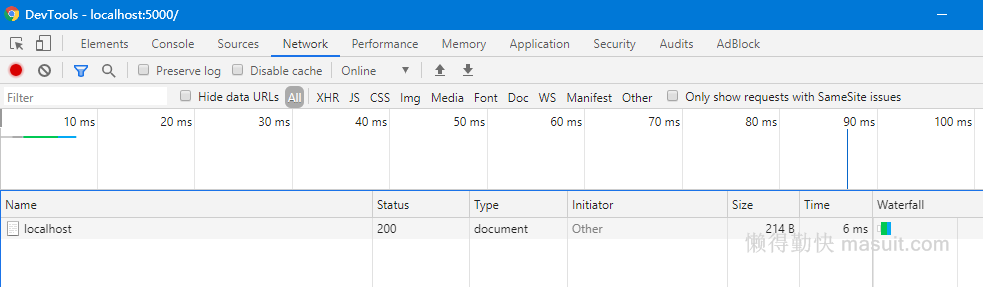 DevTools - localhost:5000/
Elements Console Sources Network Performance Memory Application Security Audits AdBlock
Preserve log Disable cache Online
Filter Hide data URLs All XHR JS CSS Img Media Font Doc WS Manifest Other Only show requests with SameSite issues
10 ms 20 ms 30 ms 40 ms 50 ms 60 ms 70 ms 80 ms 90 ms 100 ms
Name Status Type Initiator Size Time Waterfall
localhost 200 document Other 214 B 6 ms
懒得勤快 masuit.com